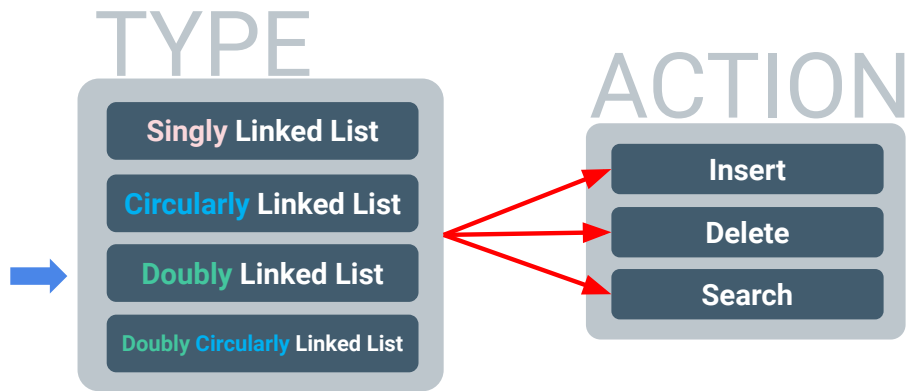 TYPE
Singly Linked List
Circularly Linked List
Doubly Linked List
Doubly Circularly Linked List
ACTION
Insert
Delete
Search